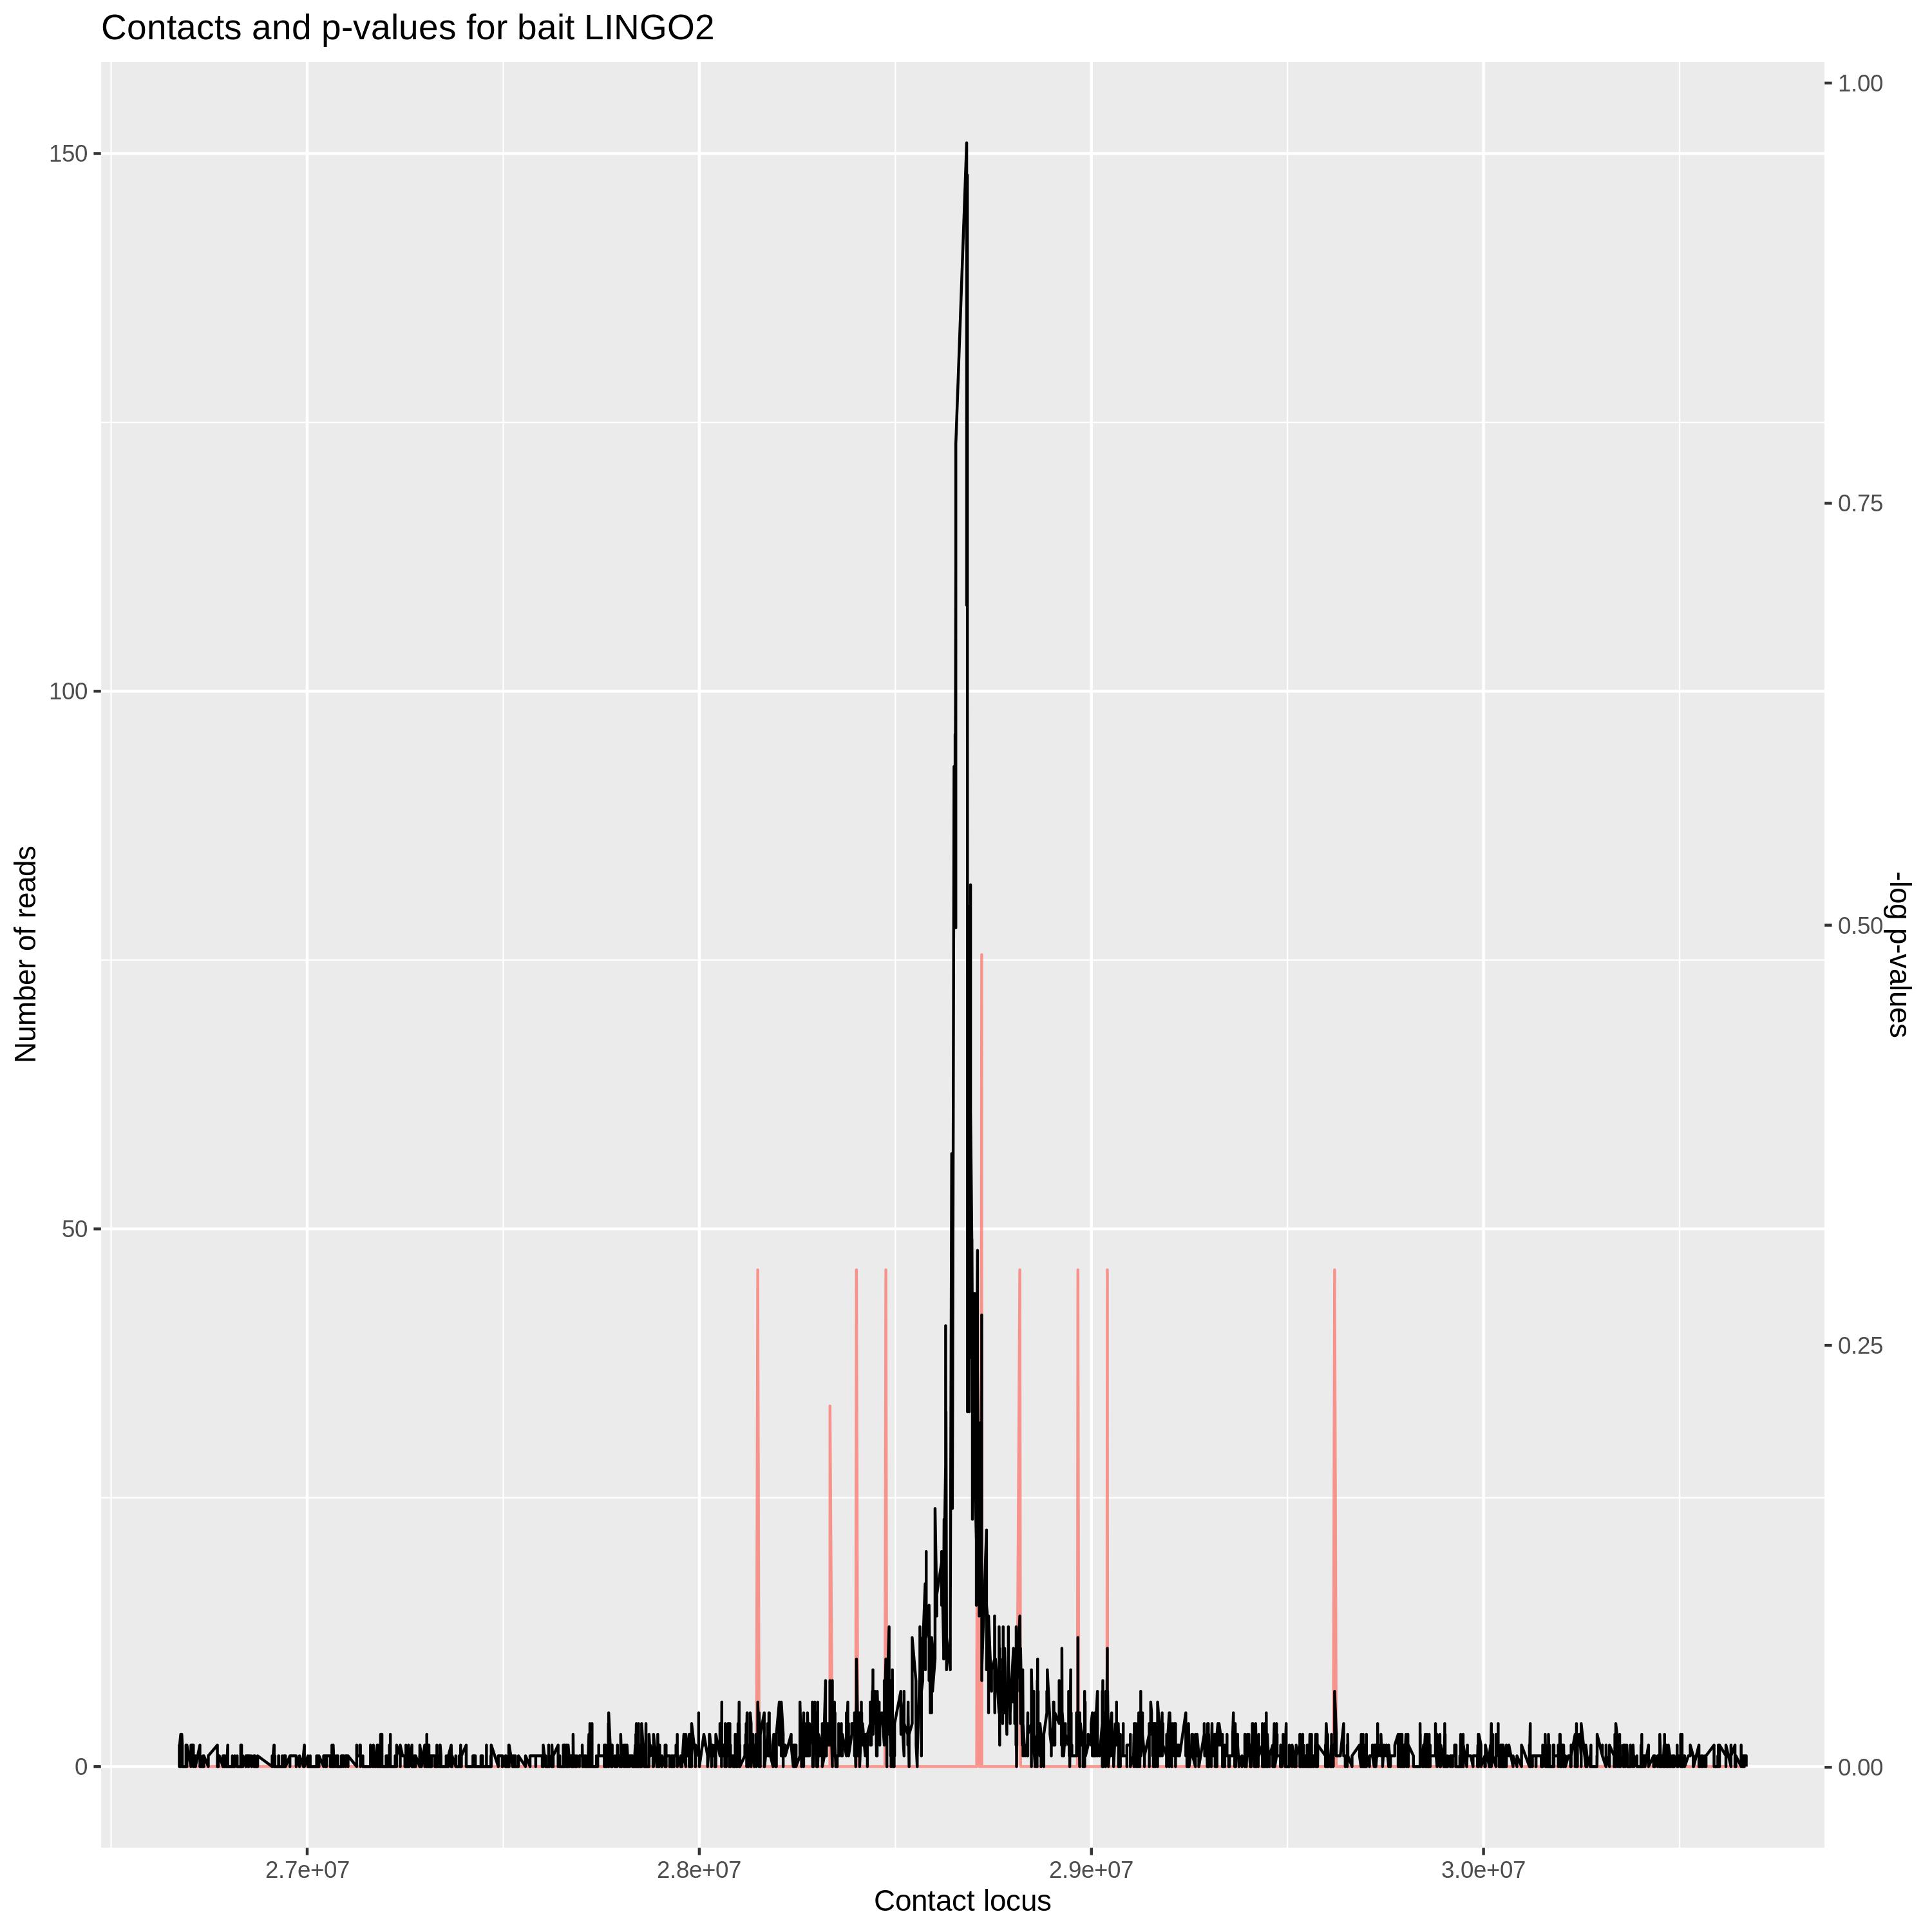 Contacts and p-values for bait LINGO2
Number of reads
150
100
50
0
1.00
0.75
0.50
0.25
0.00
-log p-values
2.7e+07 2.8e+07 2.9e+07 3.0e+07
Contact locus